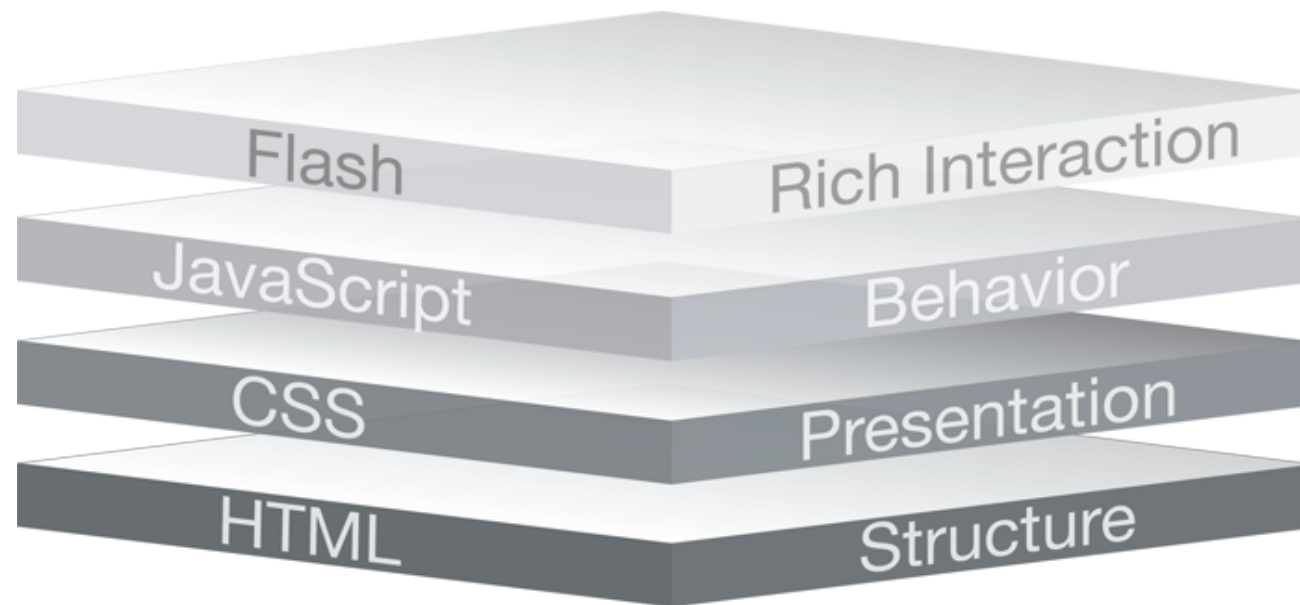 Flash Rich Interaction
JavaScript Behavior
CSS Presentation
HTML Structure